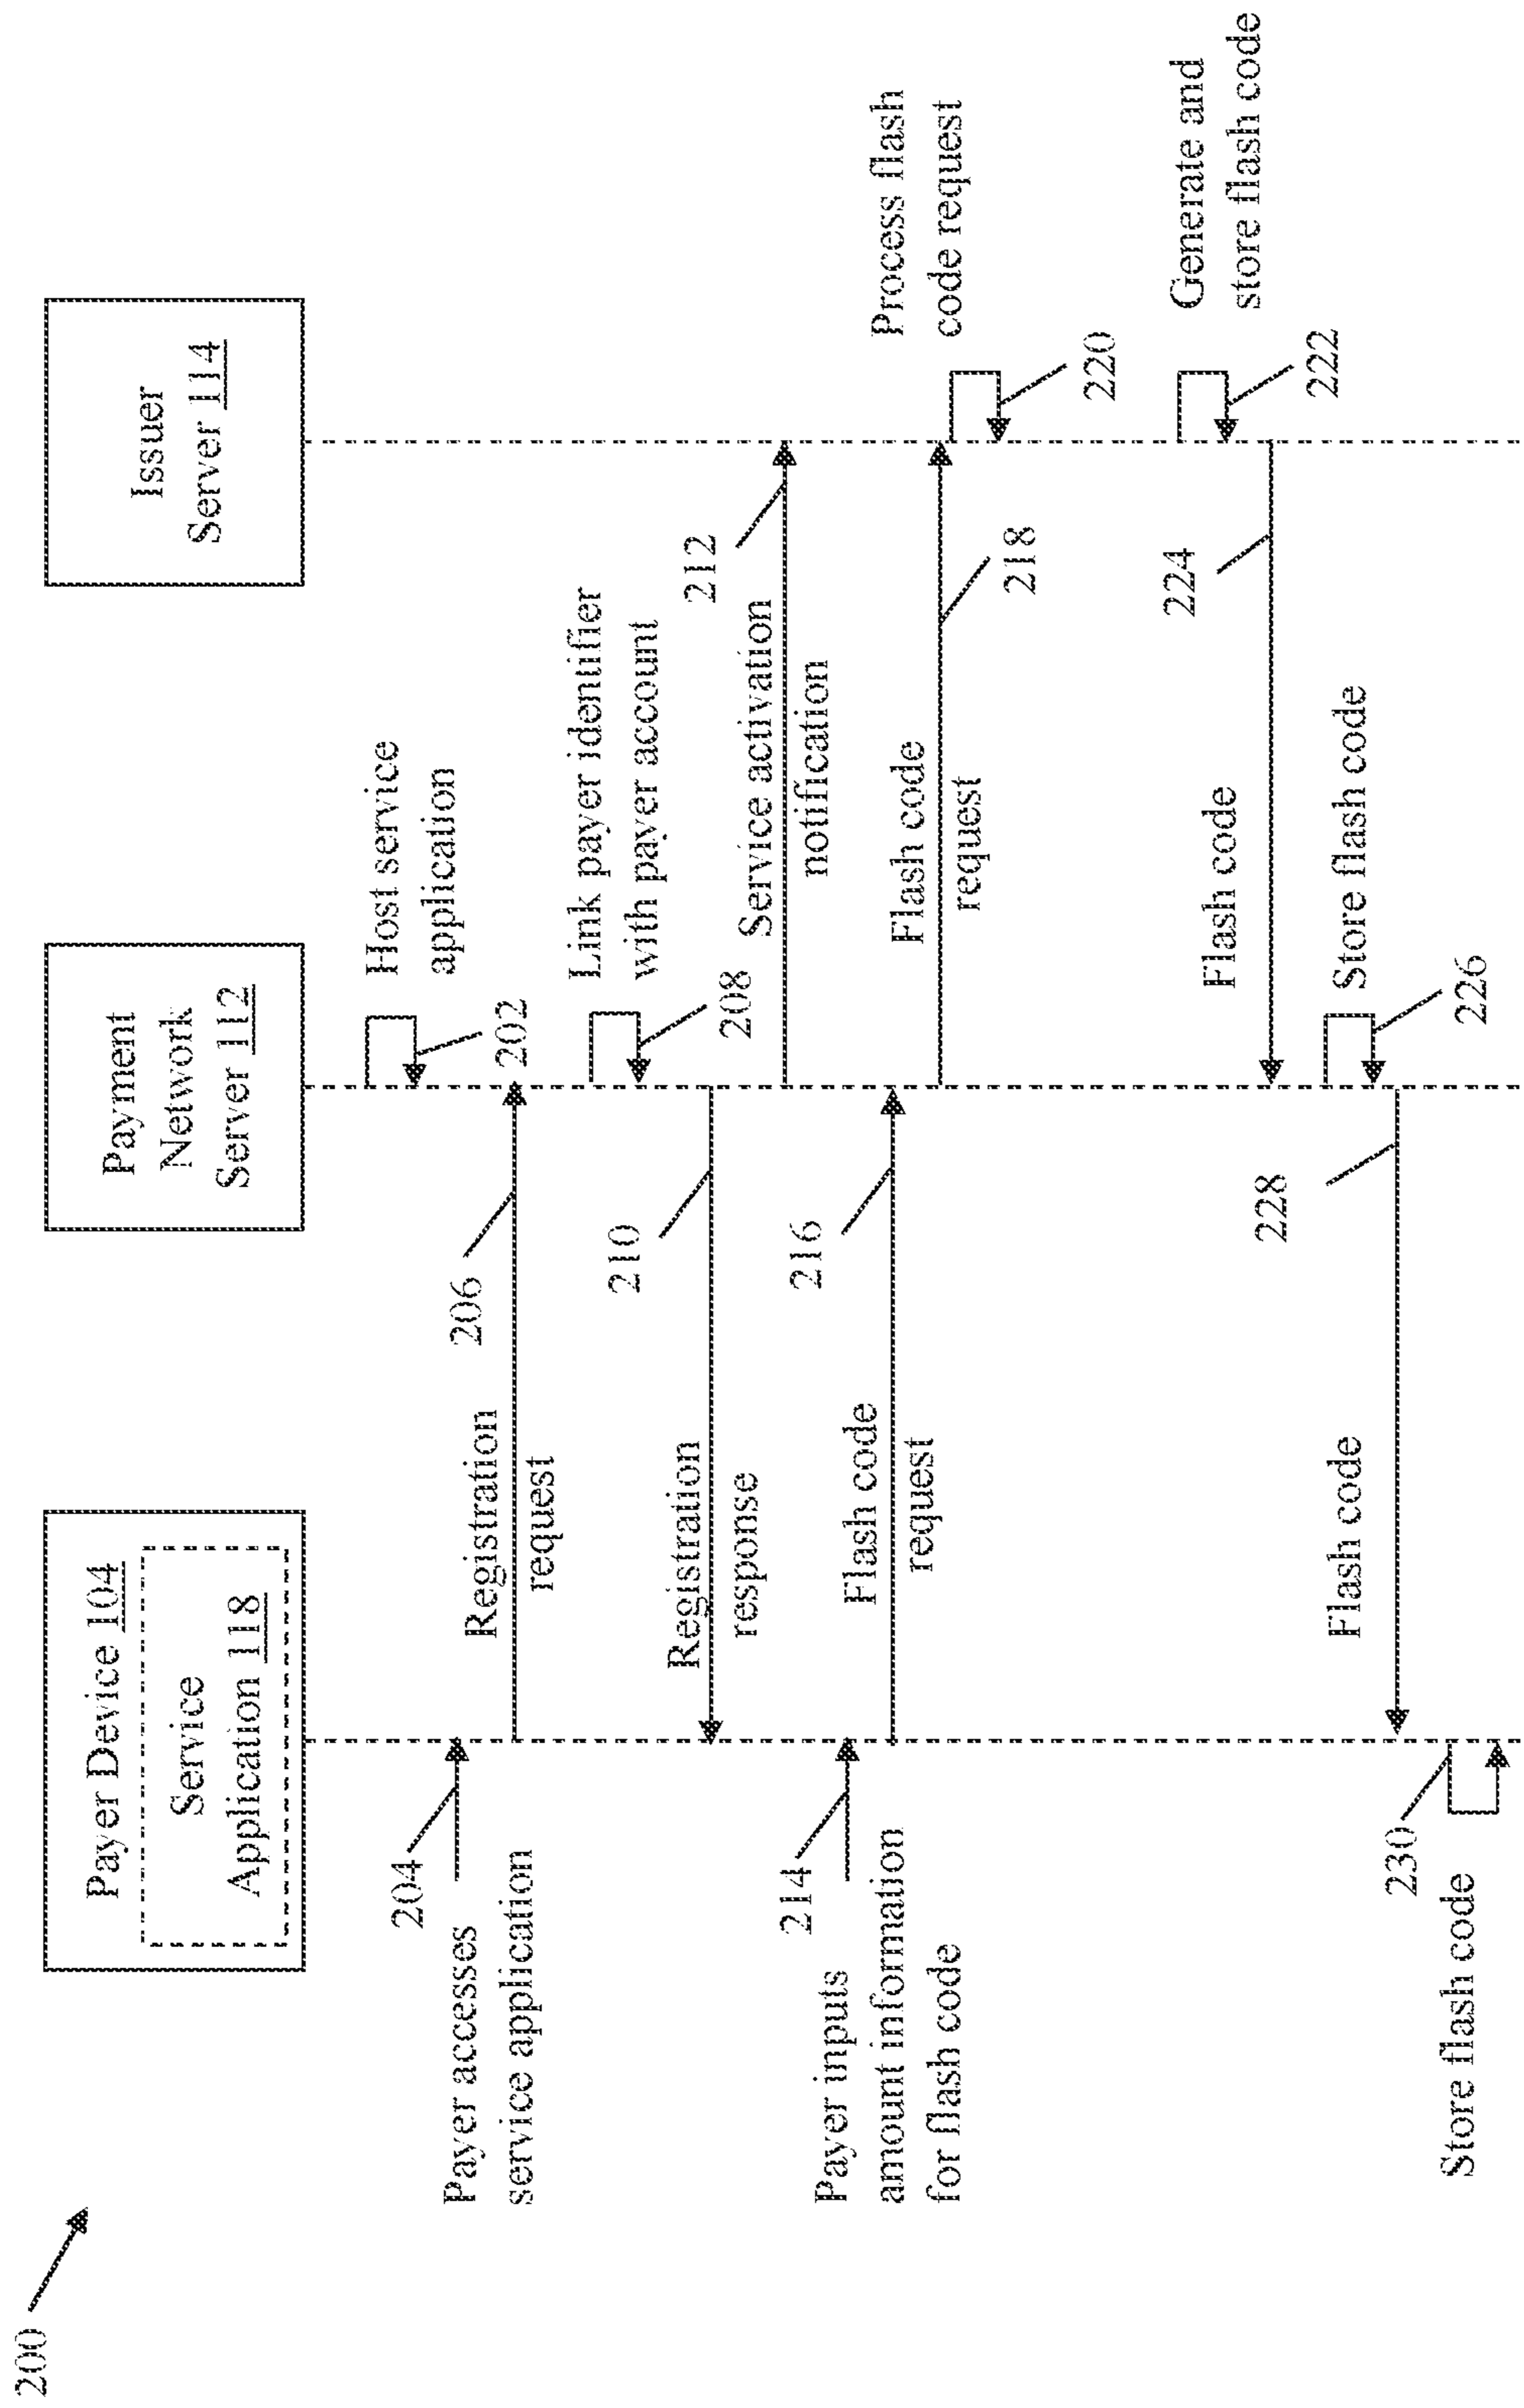 200
Payer Device 104
Service
Application 118
Payment
Network
Server 112
Issuer
Server 114
Host service
application
202
Payer accesses
service application
204
Registration
request
206
Link payer identifier
with payer account
208
Registration
response
210
Service activation
notification
212
Payer inputs
amount information
for flash code
214
Flash code
request
216
Flash code
request
218
Process flash
code request
220
Generate and
store flash code
222
Flash code
224
Store flash code
226
Flash code
228
Store flash code
230